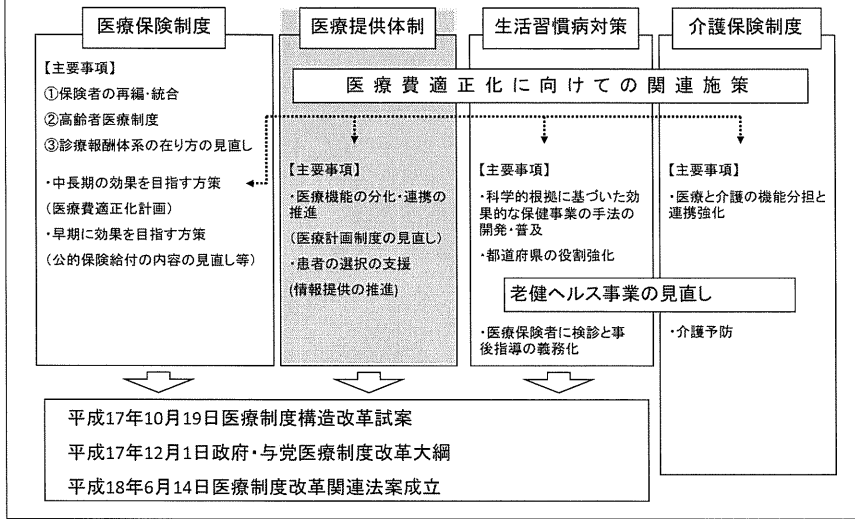 医療保険制度
医療提供体制
生活習慣病対策
介護保険制度
医療費適正化に向けての関連施策
【主要事項】
①保険者の再編・統合
②高齢者医療制度
③診療報酬体系の在り方の見直し
・中長期の効果を目指す方策
(医療費適正化計画)
・早期に効果を目指す方策
(公的保険給付の内容の見直し等)
【主要事項】
・医療機能の分化・連携の
推進
(医療計画制度の見直し)
・患者の選択の支援
(情報提供の推進)
【主要事項】
・科学的根拠に基づいた効
果的な保健事業の手法の
開発・普及
・都道府県の役割強化
【主要事項】
・医療と介護の機能分担と
連携強化
老健ヘルス事業の見直し
・医療保険者に検診と事
後指導の義務化
・介護予防
平成17年10月19日医療制度構造改革試案
平成17年12月1日政府・与党医療制度改革大綱
平成18年6月14日医療制度改革関連法案成立